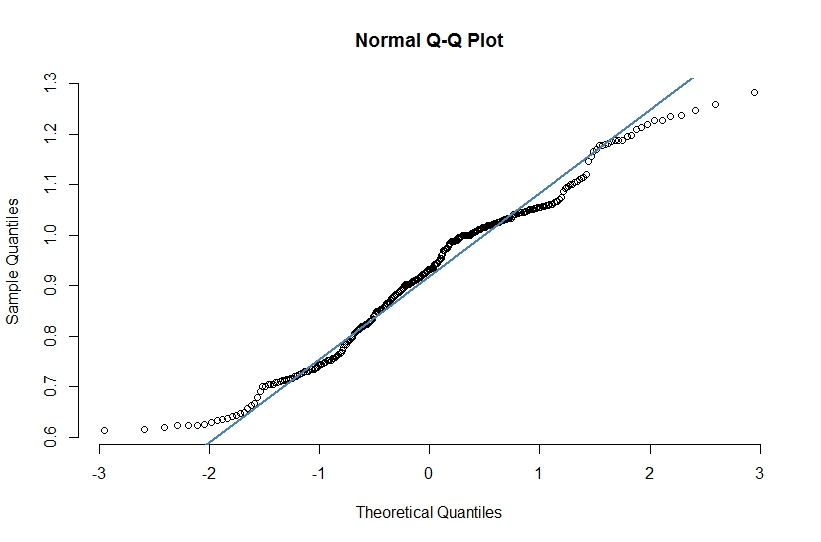 Normal Q-Q Plot
Sample Quantiles
1.3
1.2
1.1
1.0
0.9
0.8
0.7
0.6
-3 -2 -1 0 1 2 3
Theoretical Quantiles